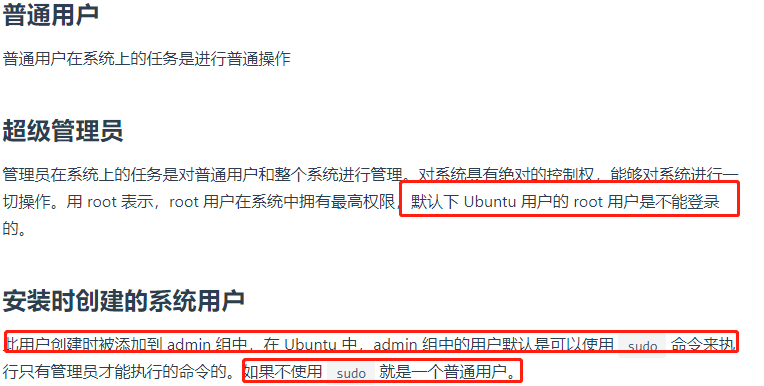 普通用户
普通用户在系统上的任务是进行普通操作
超级管理员
管理员在系统上的任务是对普通用户和整个系统进行管理。对系统具有绝对的控制权，能够对系统进行一
切操作。用 root 表示，root 用户在系统中拥有最高权限，默认下 Ubuntu 用户的 root 用户是不能登录
的。
安装时创建的系统用户
此用户创建时被添加到 admin 组中，在 Ubuntu 中，admin 组中的用户默认是可以使用 sudo 命令来执
行只有管理员才能执行的命令的。如果不使用 sudo 就是一个普通用户。